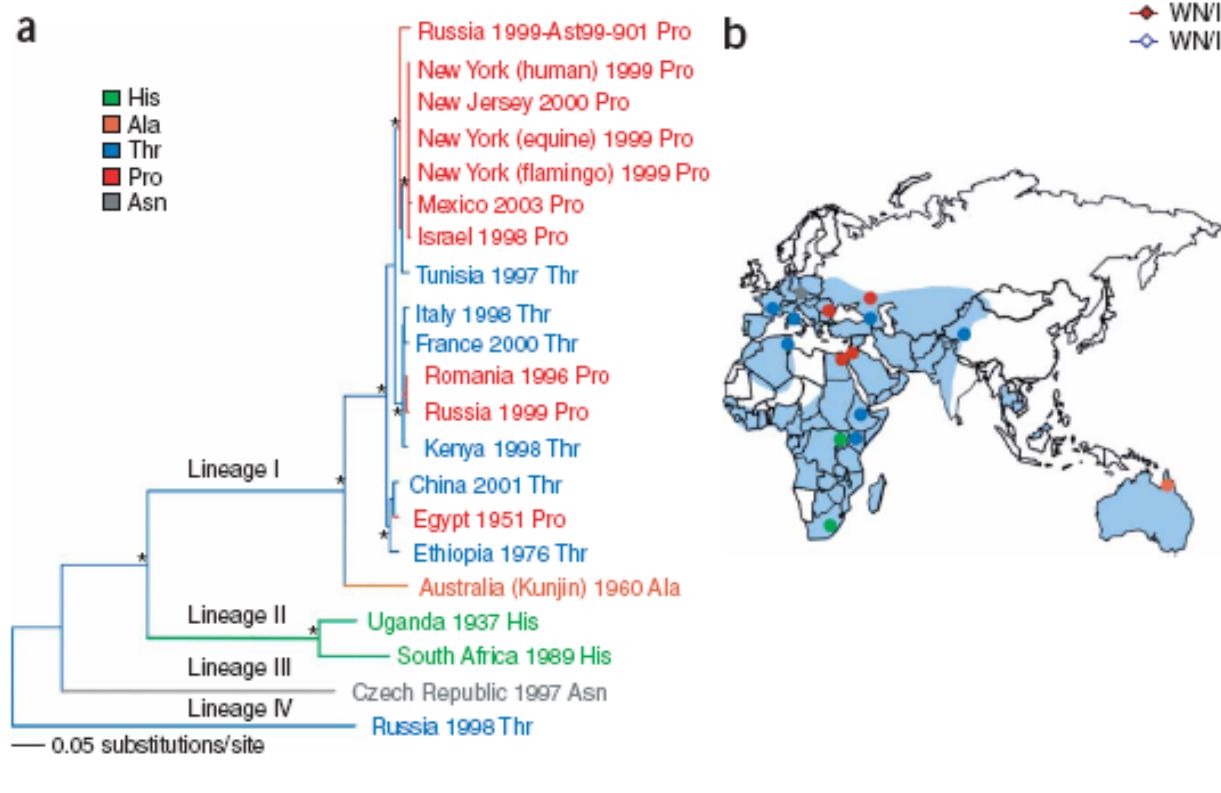 a
His
Ala
Thr
Pro
Asn
Russia 1999-Ast99-901 Pro
New York (human) 1999 Pro
New Jersey 2000 Pro
New York (equine) 1999 Pro
New York (flamingo) 1999 Pro
Mexico 2003 Pro
Israel 1998 Pro
Tunisia 1997 Thr
Italy 1998 Thr
France 2000 Thr
Romania 1996 Pro
Russia 1999 Pro
Kenya 1998 Thr
China 2001 Thr
Egypt 1951 Pro
Ethiopia 1976 Thr
Australia (Kunjin) 1960 Ala
Uganda 1937 His
South Africa 1989 His
Czech Republic 1997 Asn
Russia 1998 Thr
Lineage I
Lineage II
Lineage III
Lineage IV
0.05 substitutions/site
b
WN/I
WN/I